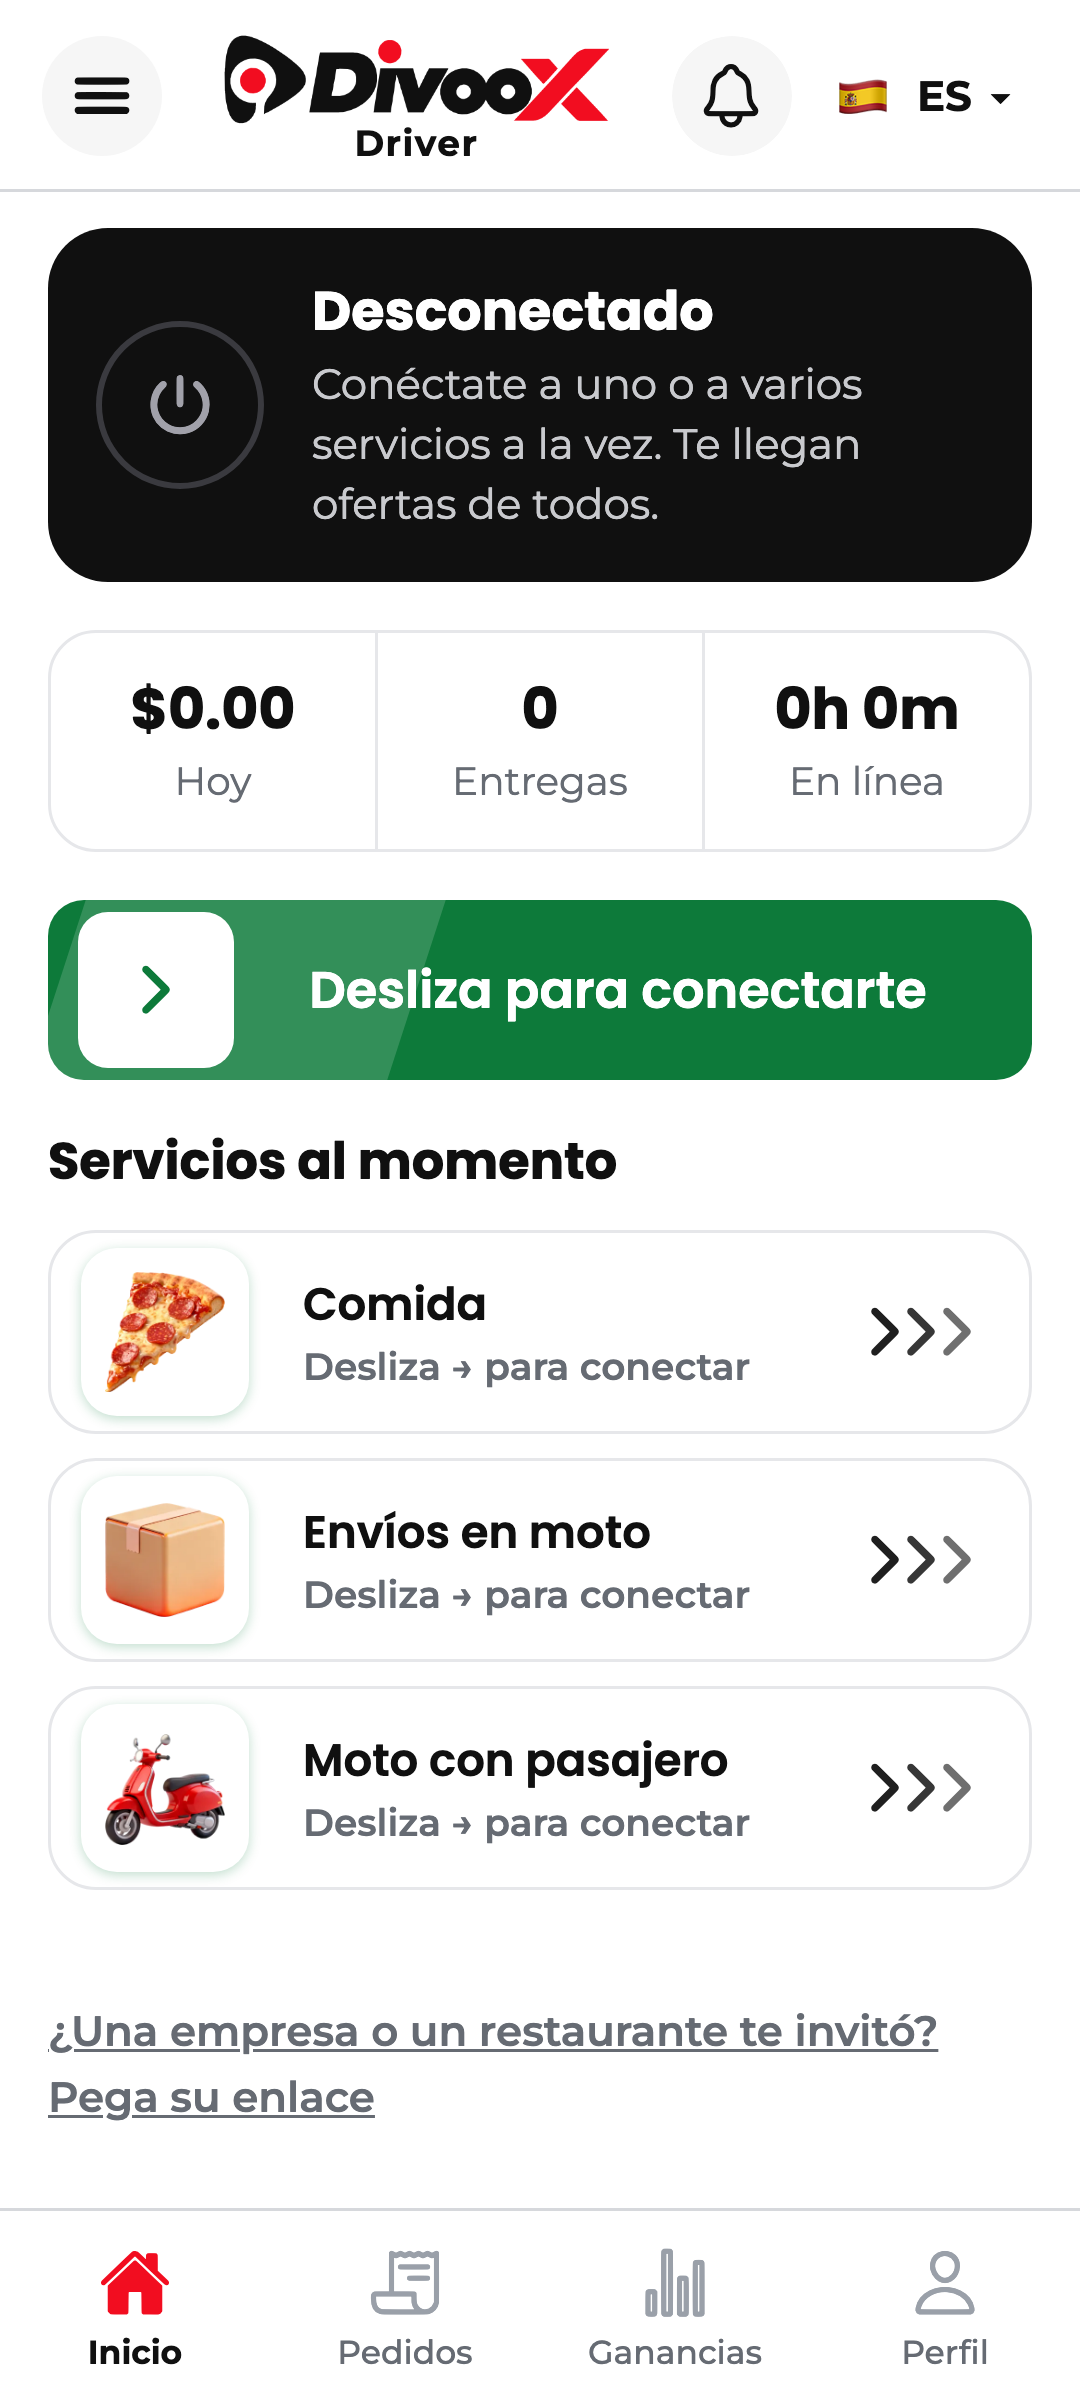 DivooX
Driver
ES
Desconectado
Conéctate a uno o a varios
servicios a la vez. Te llegan
ofertas de todos.
$0.00
Hoy
0
Entregas
0h 0m
En línea
Desliza para conectarte
Servicios al momento
Comida
Desliza → para conectar
Envíos en moto
Desliza → para conectar
Moto con pasajero
Desliza → para conectar
¿Una empresa o un restaurante te invitó?
Pega su enlace
Inicio
Pedidos
Ganancias
Perfil